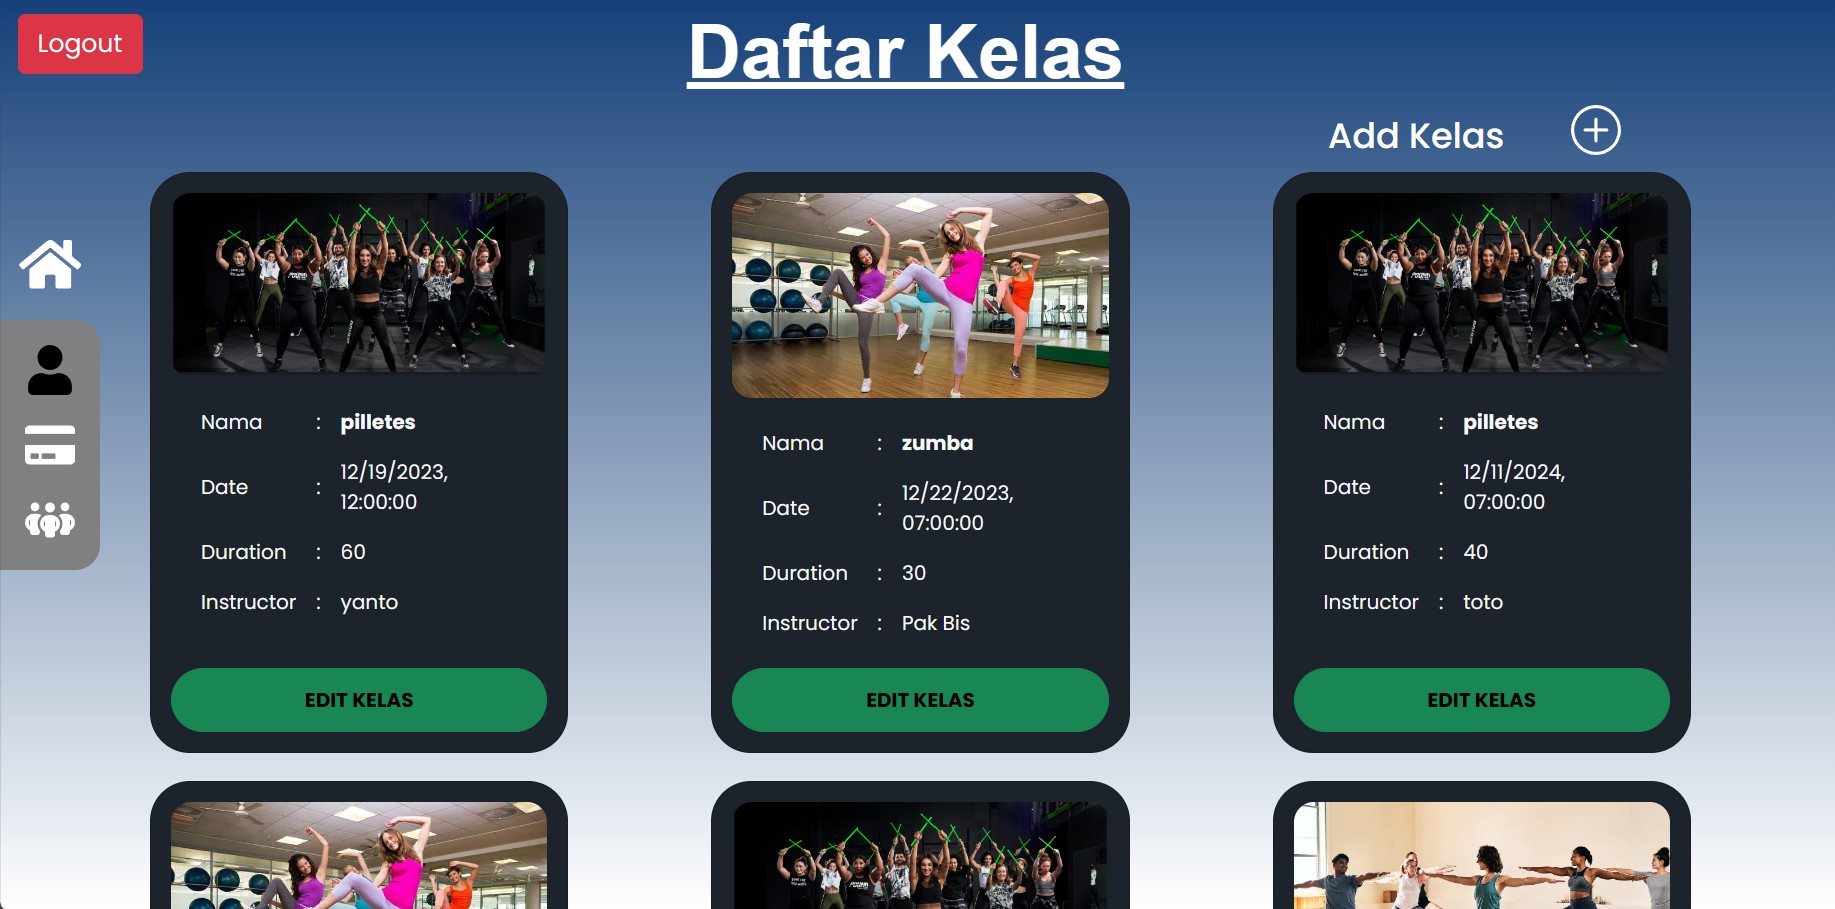 Logout
Daftar Kelas
Add Kelas
Nama : pilletes
Date : 12/19/2023,
12:00:00
Duration : 60
Instructor : yanto
EDIT KELAS
Nama : zumba
Date : 12/22/2023,
07:00:00
Duration : 30
Instructor : Pak Bis
EDIT KELAS
Nama : pilletes
Date : 12/11/2024,
07:00:00
Duration : 40
Instructor : toto
EDIT KELAS